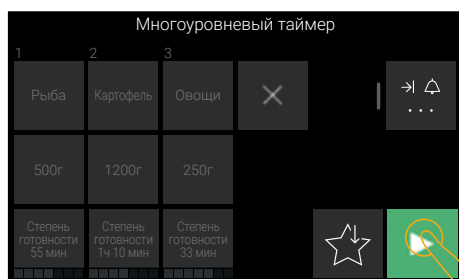 Многоуровневый таймер
1 2 3
Рыба Картофель Овощи
500г 1200г 250г
Степень Степень Степень
готовности готовности готовности
55 мин 1ч 10 мин 33 мин